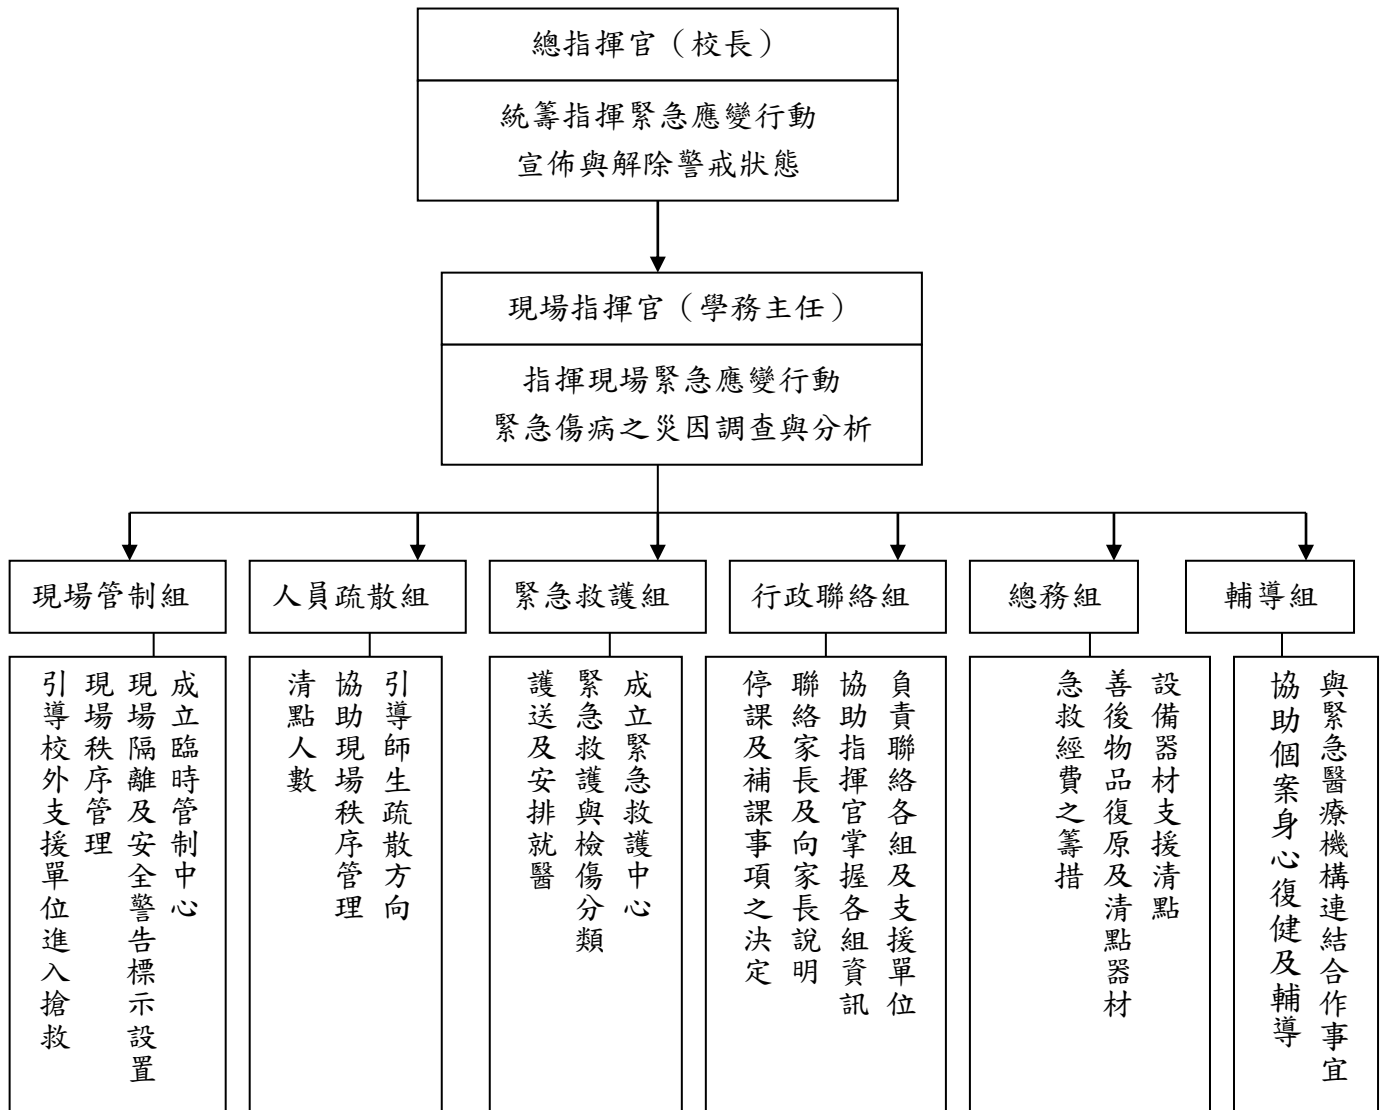 總指揮官（校長）
統籌指揮緊急應變行動
宣佈與解除警戒狀態
現場指揮官（學務主任）
指揮現場緊急應變行動
緊急傷病之災因調查與分析
現場管制組
成立臨時管制中心
現場隔離及安全警告標示設置
現場秩序管理
引導校外支援單位進入搶救
人員疏散組
引導師生疏散方向
協助現場秩序管理
清點人數
緊急救護組
成立緊急救護中心
緊急救護與檢傷分類
護送及安排就醫
行政聯絡組
負責聯絡各組及支援單位
協助指揮官掌握各組資訊
聯絡家長及向家長說明
停課及補課事項之決定
總務組
設備器材支援清點
善後物品復原及清點器材
急救經費之籌措
輔導組
與緊急醫療機構連結合作事宜
協助個案身心復健及輔導